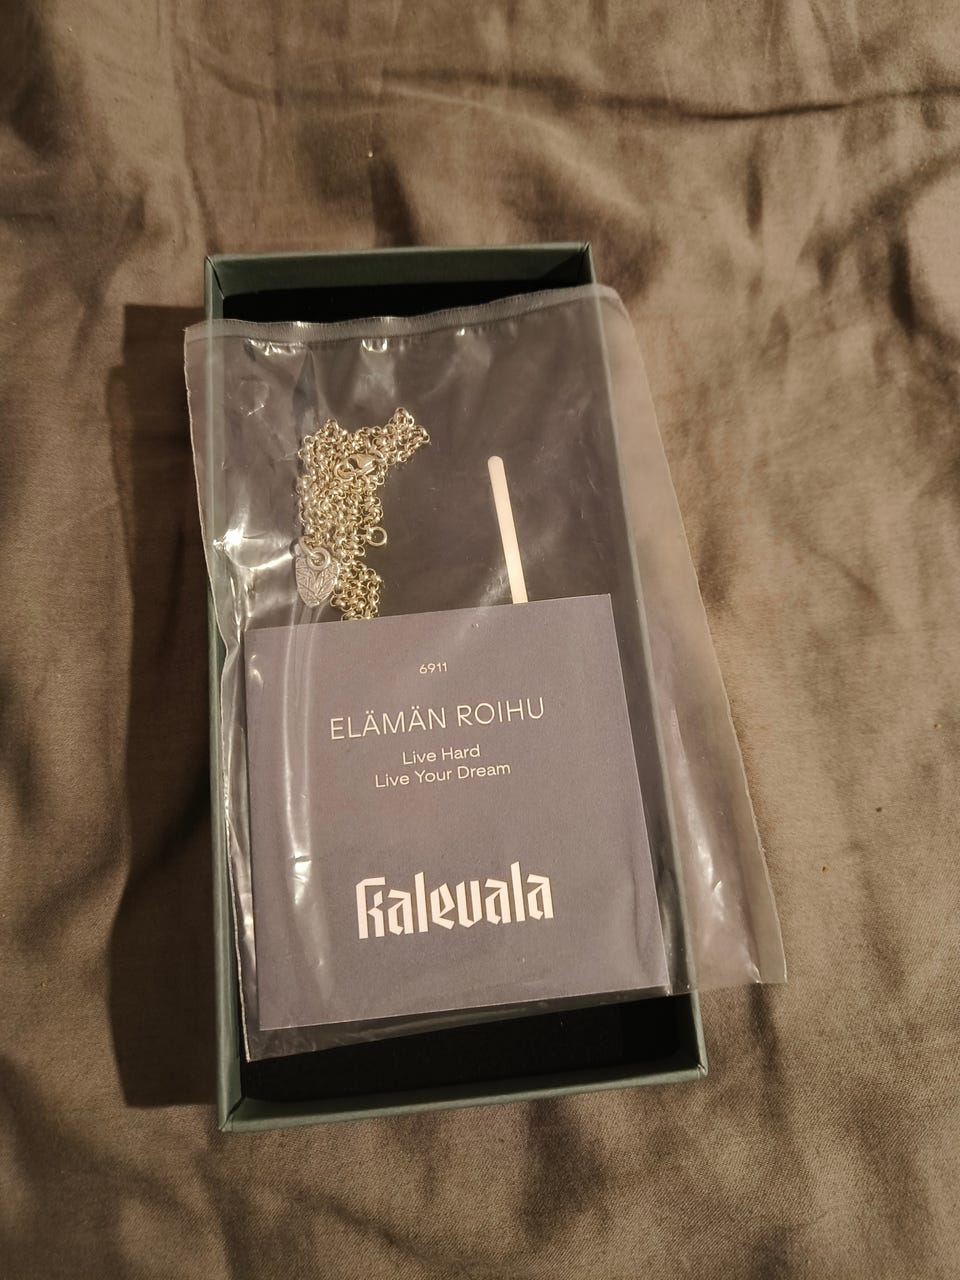 6911
ELÄMÄN ROIHU
Live Hard
Live Your Dream
Kalevala